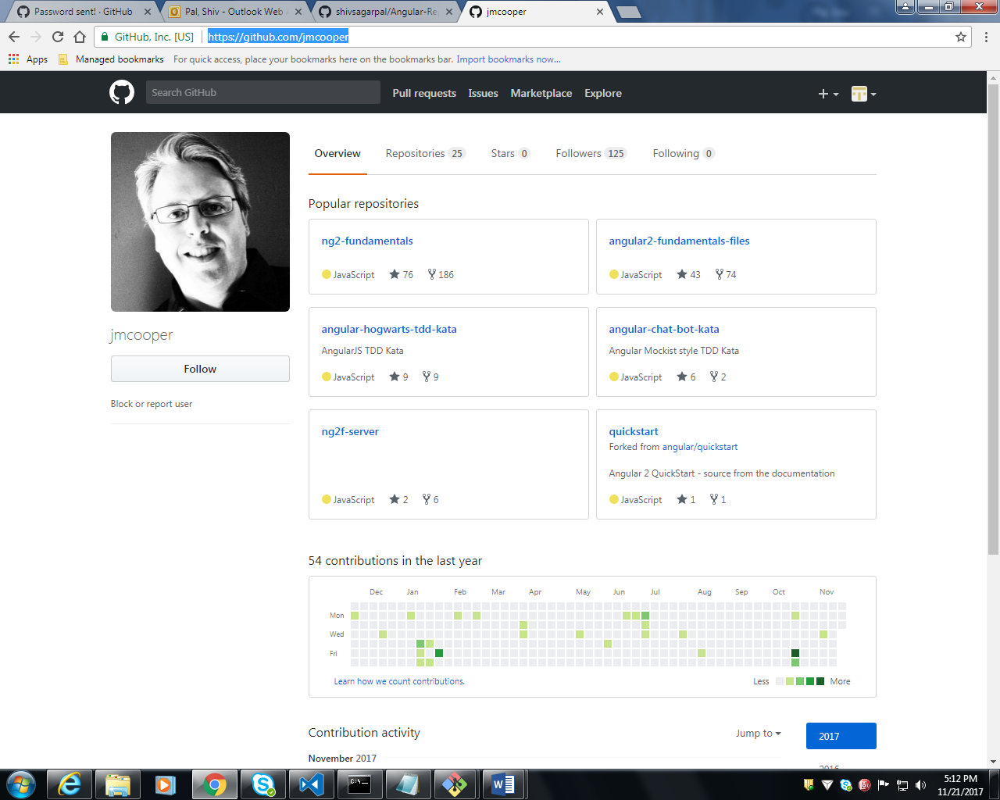 Password sent! · GitHub
Pal, Shiv - Outlook Web
shivsagarpal/Angular-Re
jmcooper
GitHub, Inc. [US]
https://github.com/jmcooper
Apps
Managed bookmarks
For quick access, place your bookmarks here on the bookmarks bar. Import bookmarks now...
Search GitHub
Pull requests Issues Marketplace Explore
Overview Repositories 25 Stars 0 Followers 125 Following 0
jmcooper
Follow
Block or report user
Popular repositories
ng2-fundamentals
JavaScript 76 186
angular2-fundamentals-files
JavaScript 43 74
angular-hogwarts-tdd-kata
AngularJS TDD Kata
JavaScript 9 9
angular-chat-bot-kata
Angular Mockist style TDD Kata
JavaScript 6 2
ng2f-server
JavaScript 2 6
quickstart
Forked from angular/quickstart
Angular 2 QuickStart - source from the documentation
JavaScript 1 1
54 contributions in the last year
Dec Jan Feb Mar Apr May Jun Jul Aug Sep Oct Nov
Mon
Wed
Fri
Learn how we count contributions.
Less More
Contribution activity
Jump to
2017
November 2017
2016
5:12 PM
11/21/2017